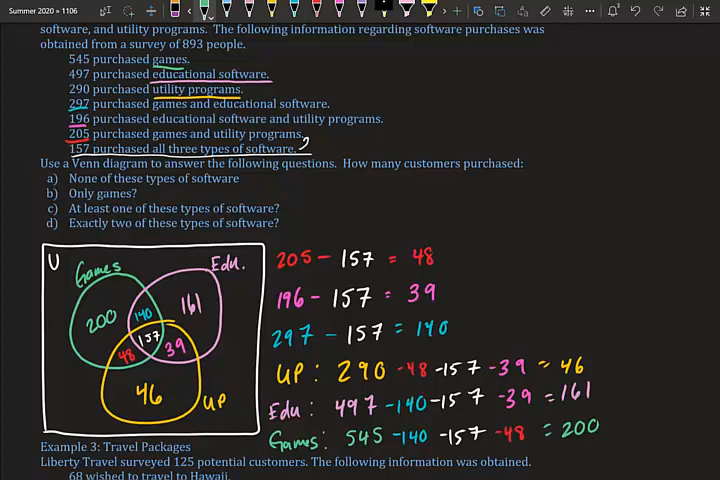 Summer 2020 » 1106
software, and utility programs. The following information regarding software purchases was
obtained from a survey of 893 people.
545 purchased games.
497 purchased educational software.
290 purchased utility programs.
297 purchased games and educational software.
196 purchased educational software and utility programs.
205 purchased games and utility programs.
157 purchased all three types of software.
Use a Venn diagram to answer the following questions. How many customers purchased:
a) None of these types of software
b) Only games?
c) At least one of these types of software?
d) Exactly two of these types of software?
U
Games
Edu.
200
140
161
157
48
39
46
UP
205 - 157 = 48
196 - 157 = 39
297 - 157 = 140
UP: 290 -48 -157 -39 = 46
Edu: 497 -140 -157 -39 = 161
Games: 545 -140 -157 -48 = 200
Example 3: Travel Packages
Liberty Travel surveyed 125 potential customers. The following information was obtained.
68 wished to travel to Hawaii.